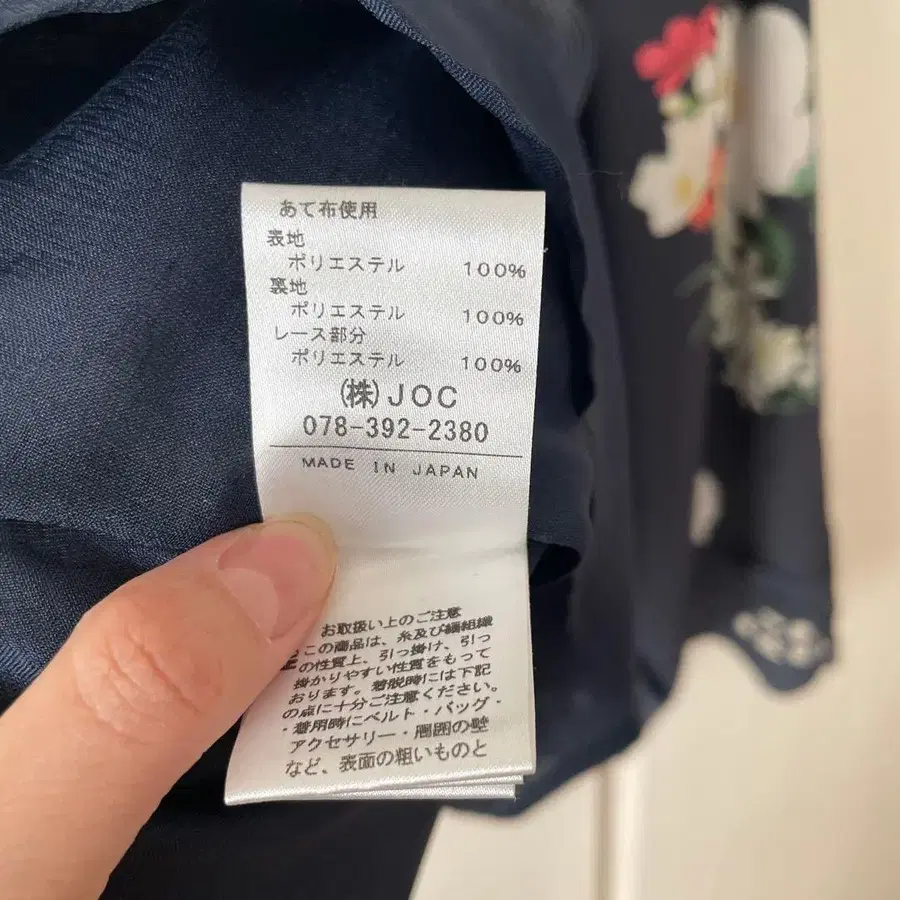 あて布使用
表地
ポリエステル 100%
裏地
ポリエステル 100%
レース部分
ポリエステル 100%
(株)JOC
078-392-2380
MADE IN JAPAN
お取扱い上のご注意
この商品は、糸及び繊組織
の性質上、引っ掛け、引っ
掛かりやすい性質をもって
おります。着脱時には下記
の点に十分ご注意ください。
・着用時にベルト・バッグ・
アクセサリー・周囲の壁
など、表面の粗いものと